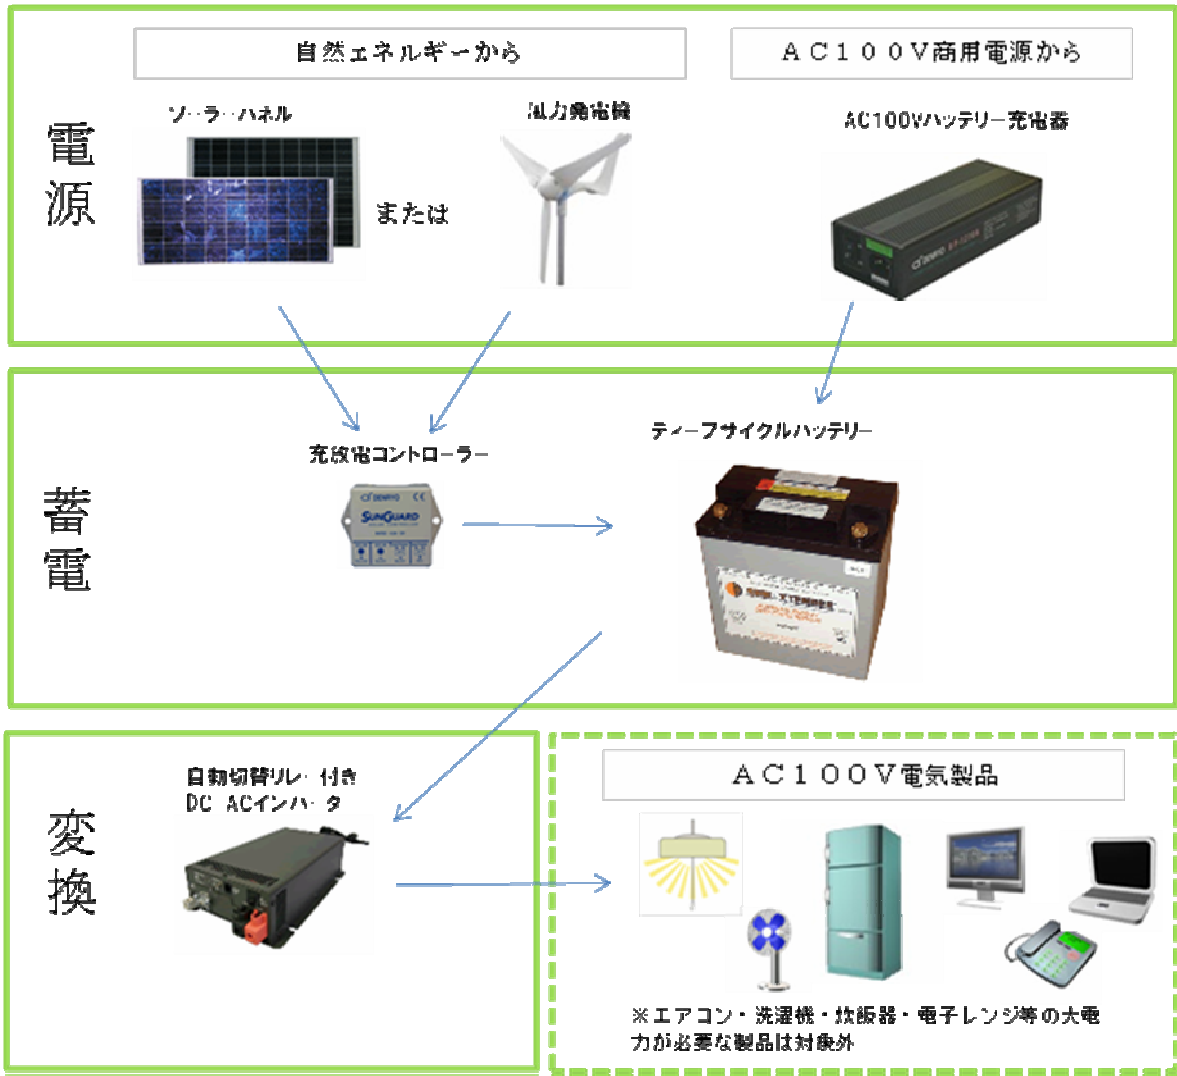 自然エネルギーから
AC100V商用電源から
ソーラーパネル
風力発電機
AC100Vバッテリー充電器
電源
または
充放電コントローラー
ディープサイクルバッテリー
DENRYO
CE
SUNGUARD
蓄電
自動切替リレー付き
DC ACインバータ
変換
AC100V電気製品
※エアコン・洗濯機・炊飯器・電子レンジ等の大電
力が必要な製品は対象外